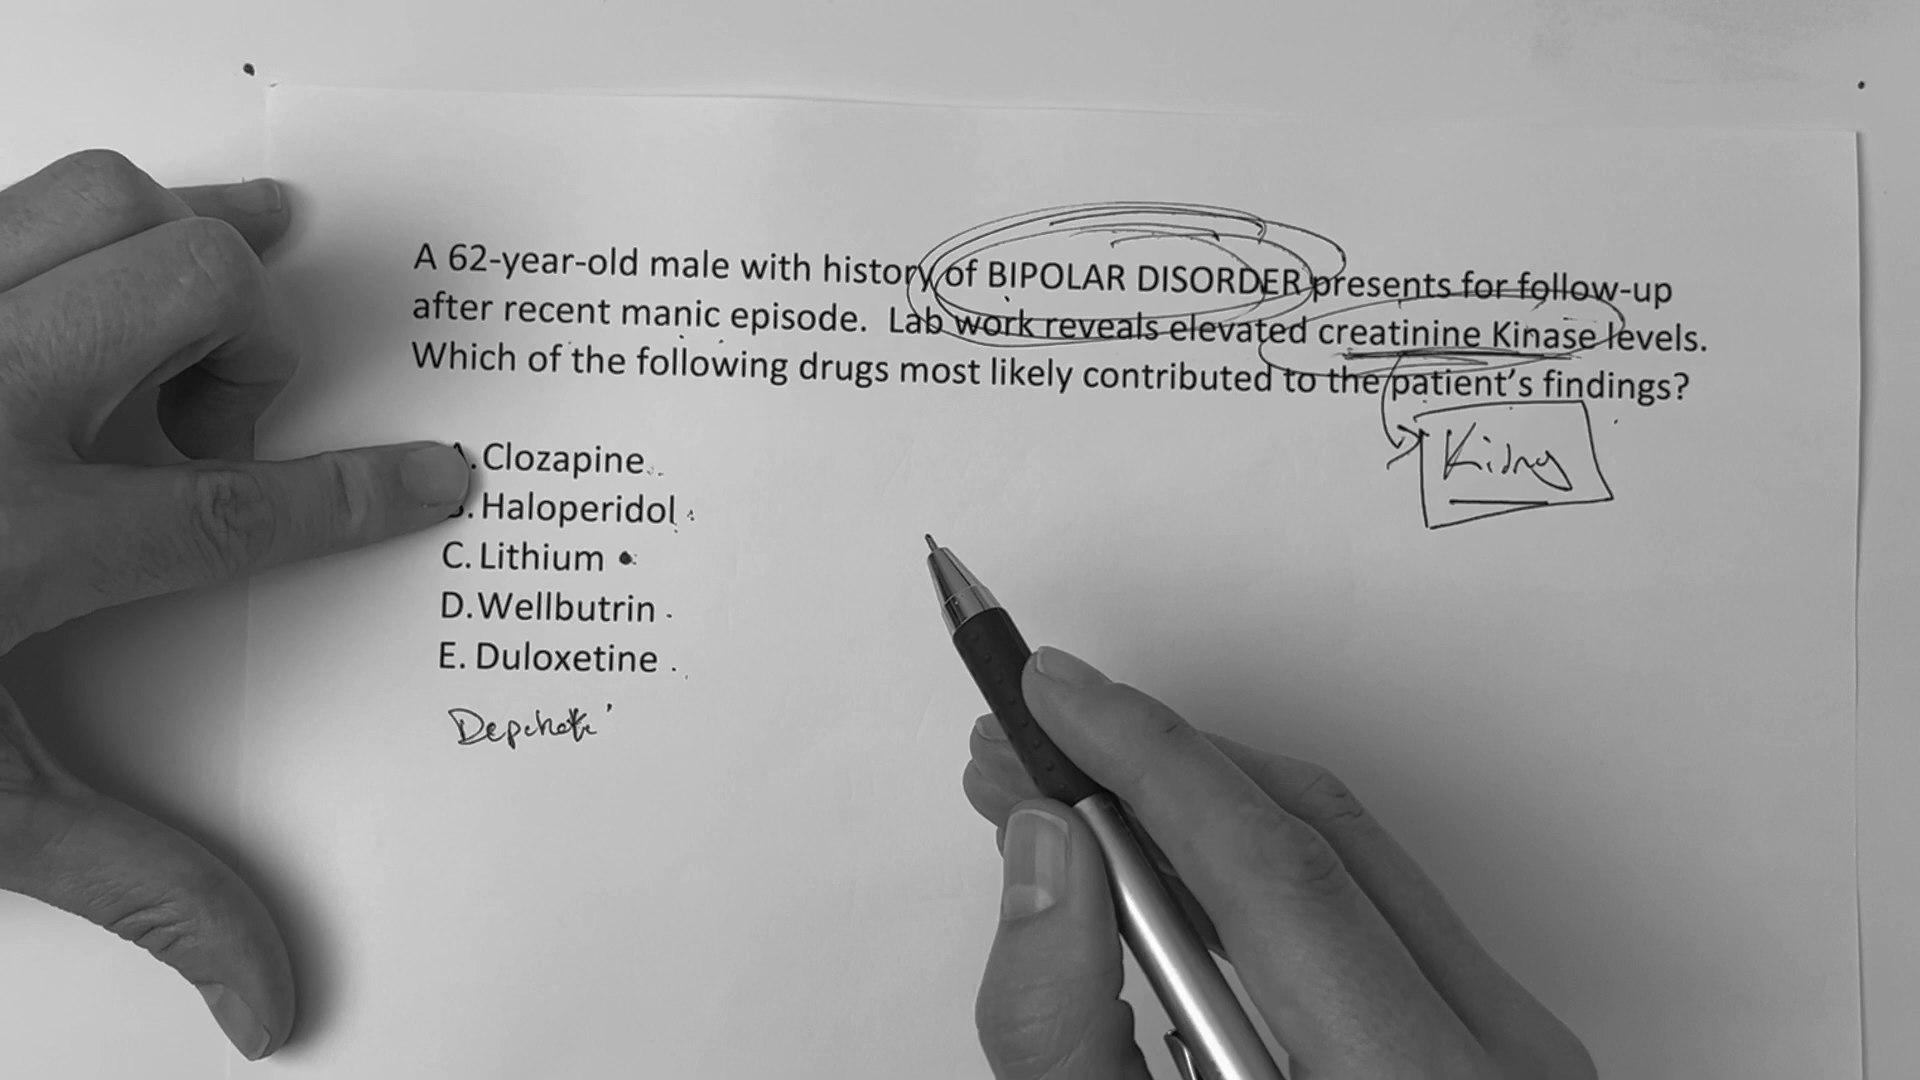 A 62-year-old male with history of BIPOLAR DISORDER presents for follow-up
after recent manic episode. Lab work reveals elevated creatinine Kinase levels.
Which of the following drugs most likely contributed to the patient's findings?
Kidney
.Clozapine
.Haloperidol
C. Lithium
D. Wellbutrin
E. Duloxetine